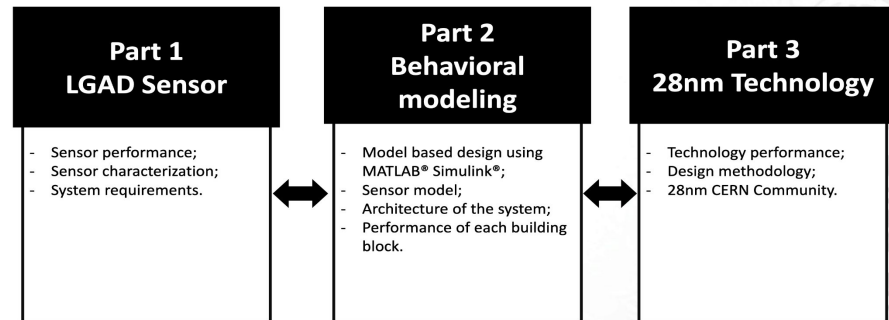 Part 1
LGAD Sensor
- Sensor performance;
- Sensor characterization;
- System requirements.
Part 2
Behavioral
modeling
- Model based design using
MATLAB® Simulink®;
- Sensor model;
- Architecture of the system;
- Performance of each building
block.
Part 3
28nm Technology
- Technology performance;
- Design methodology;
- 28nm CERN Community.